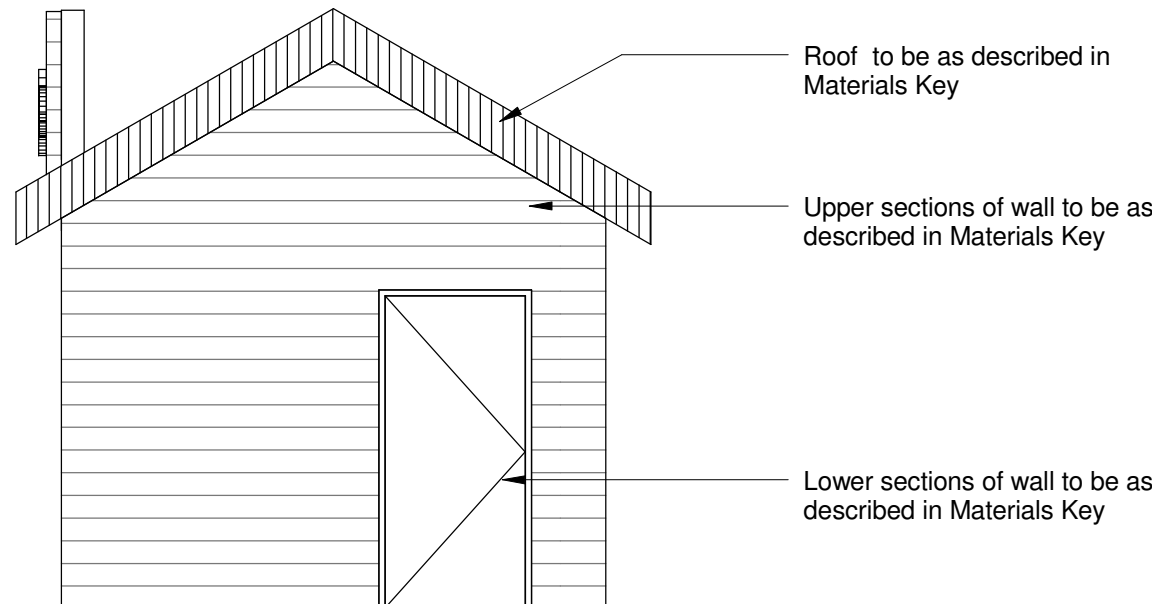 Roof  to be as described in
Materials Key
Upper sections of wall to be as
described in Materials Key
Lower sections of wall to be as
described in Materials Key